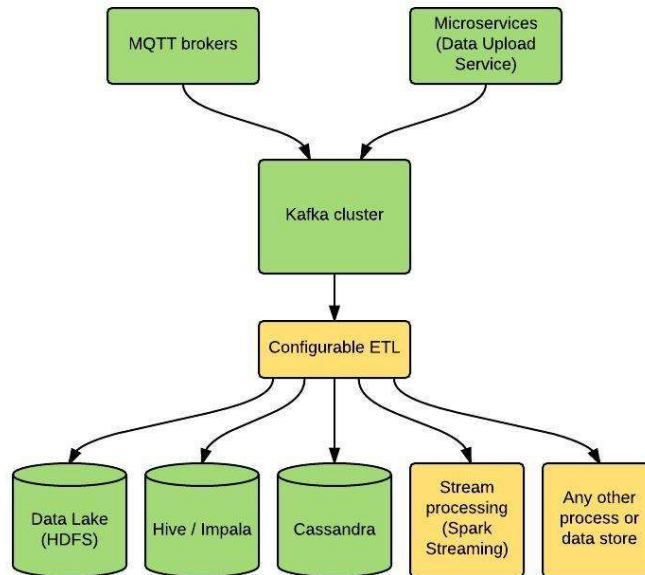 MQTT brokers
Microservices
(Data Upload
Service)
Kafka cluster
Configurable ETL
Data Lake
(HDFS)
Hive / Impala
Cassandra
Stream
processing
(Spark
Streaming)
Any other
process or
data store